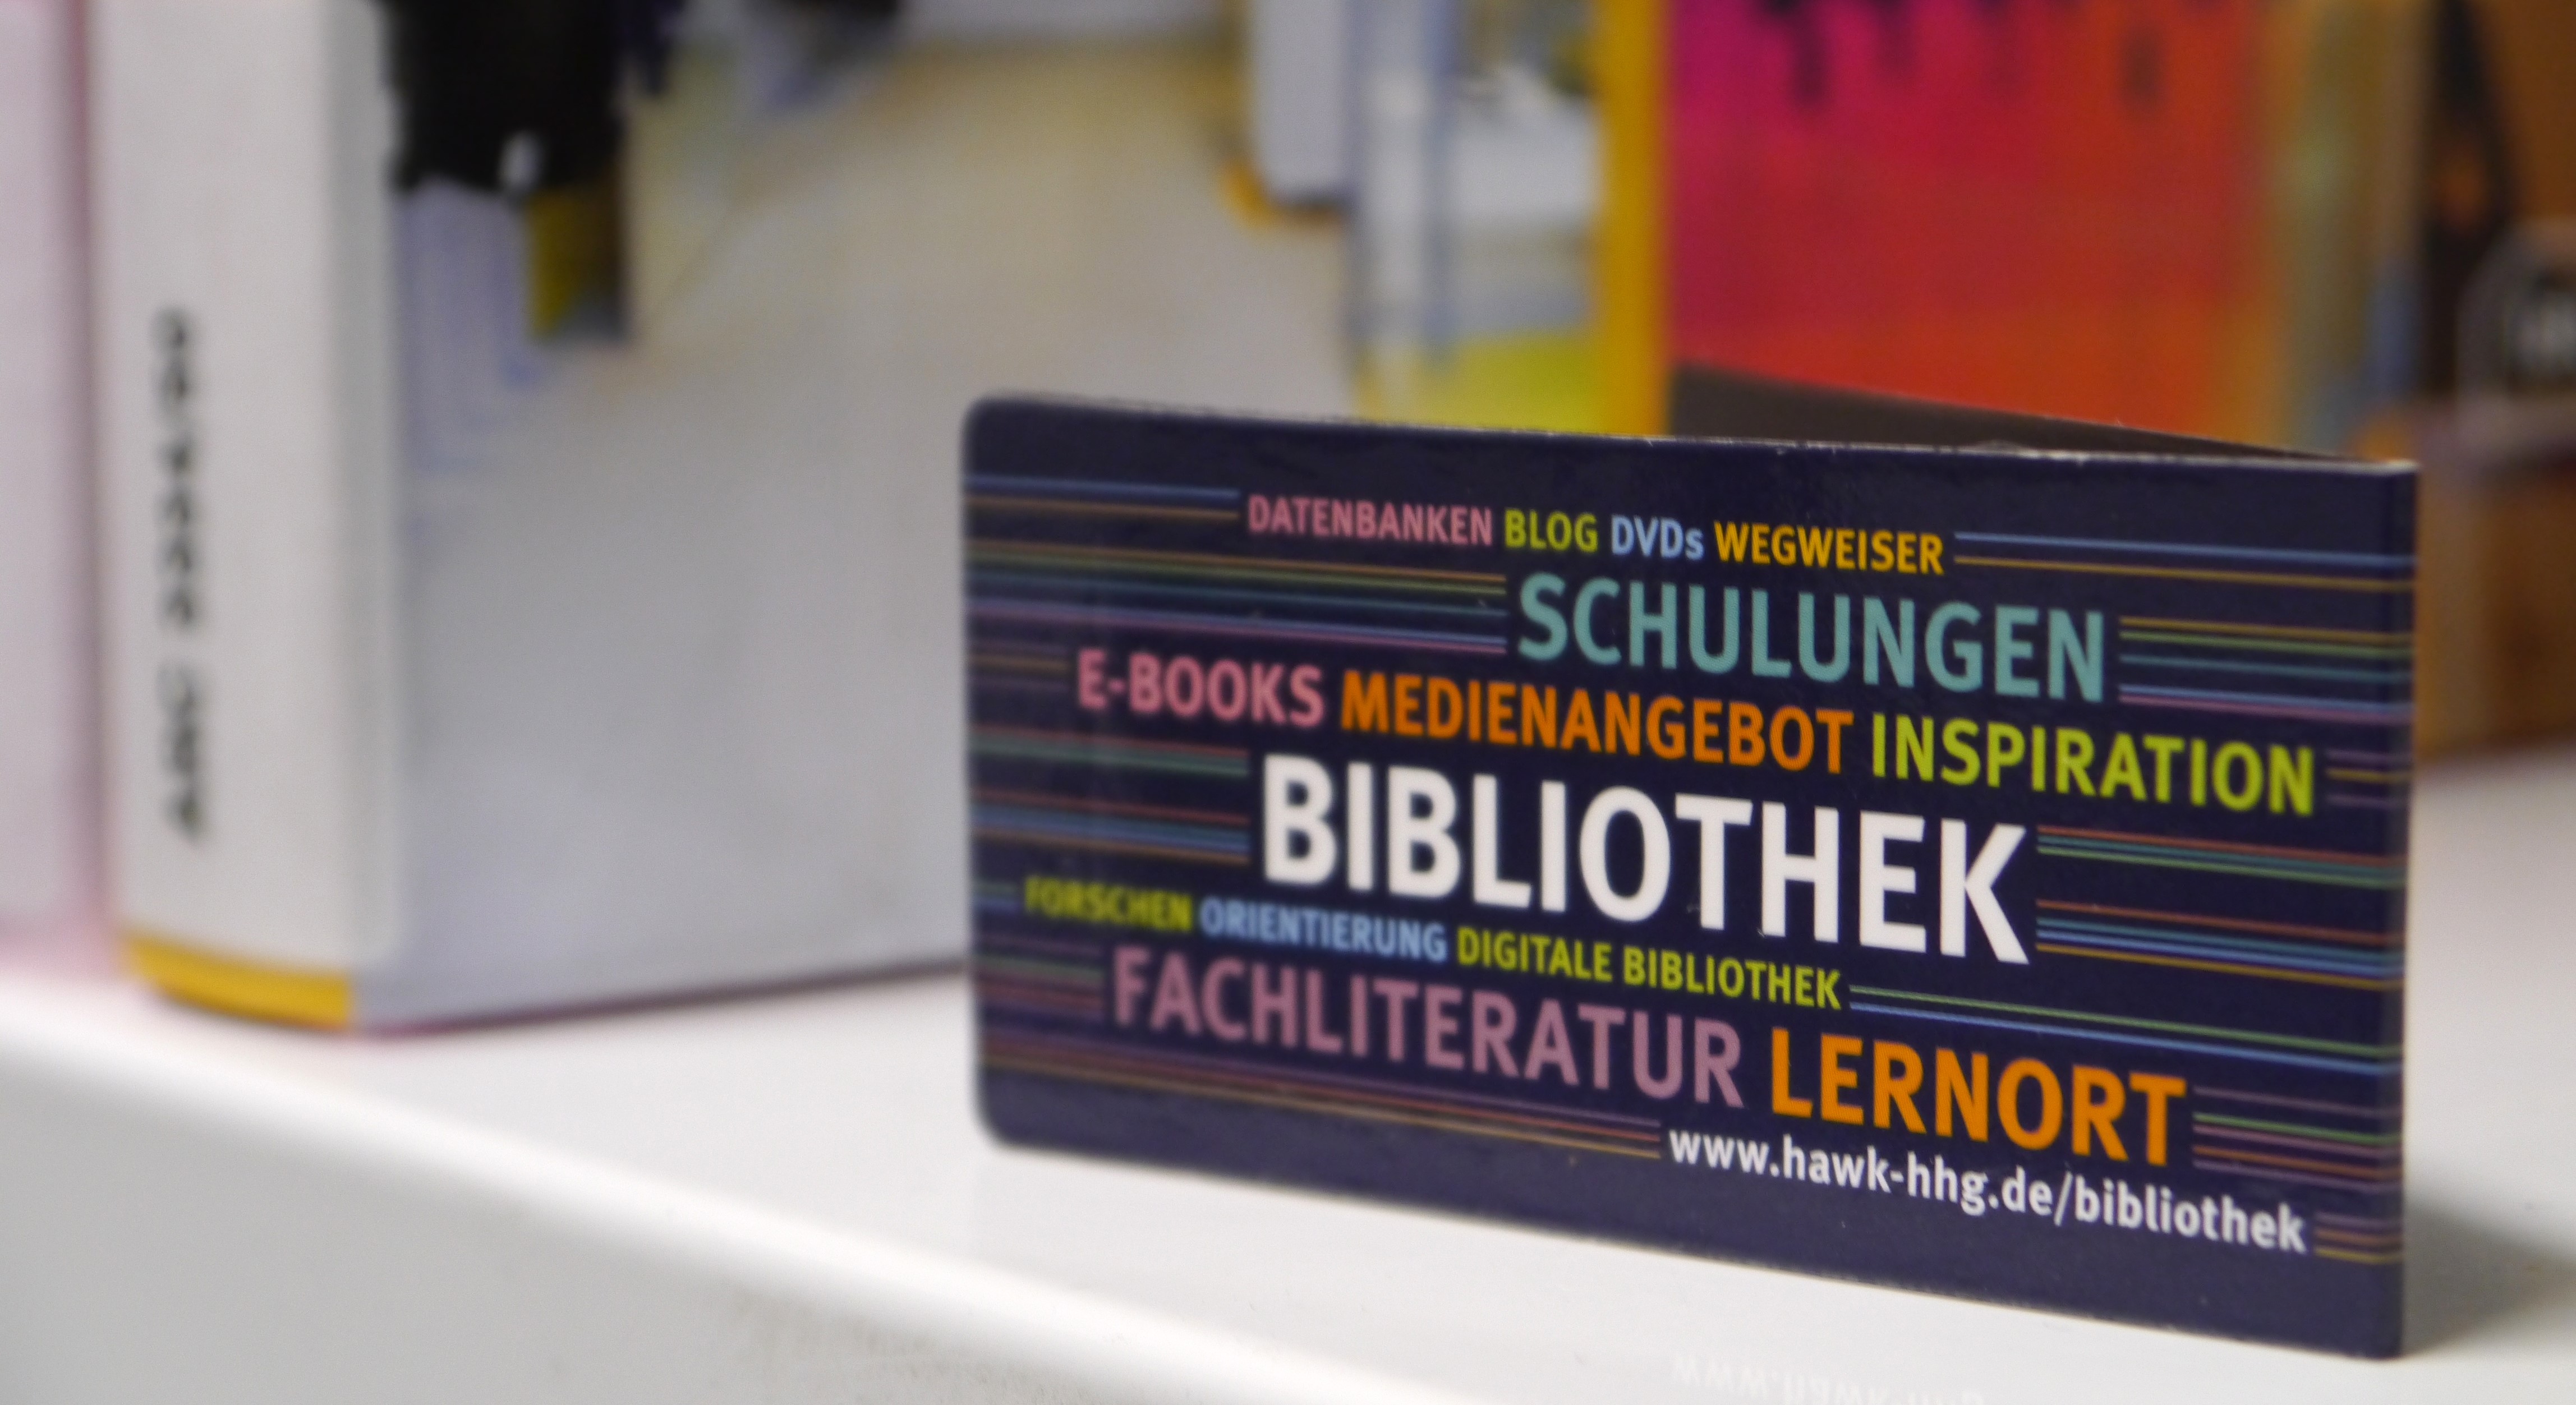 DATENBANKEN BLOG DVDs WEGWEISER
SCHULUNGEN
E-BOOKS MEDIENANGEBOT INSPIRATION
BIBLIOTHEK
FORSCHEN ORIENTIERUNG DIGITALE BIBLIOTHEK
FACHLITERATUR LERNORT
www.hawk-hhg.de/bibliothek